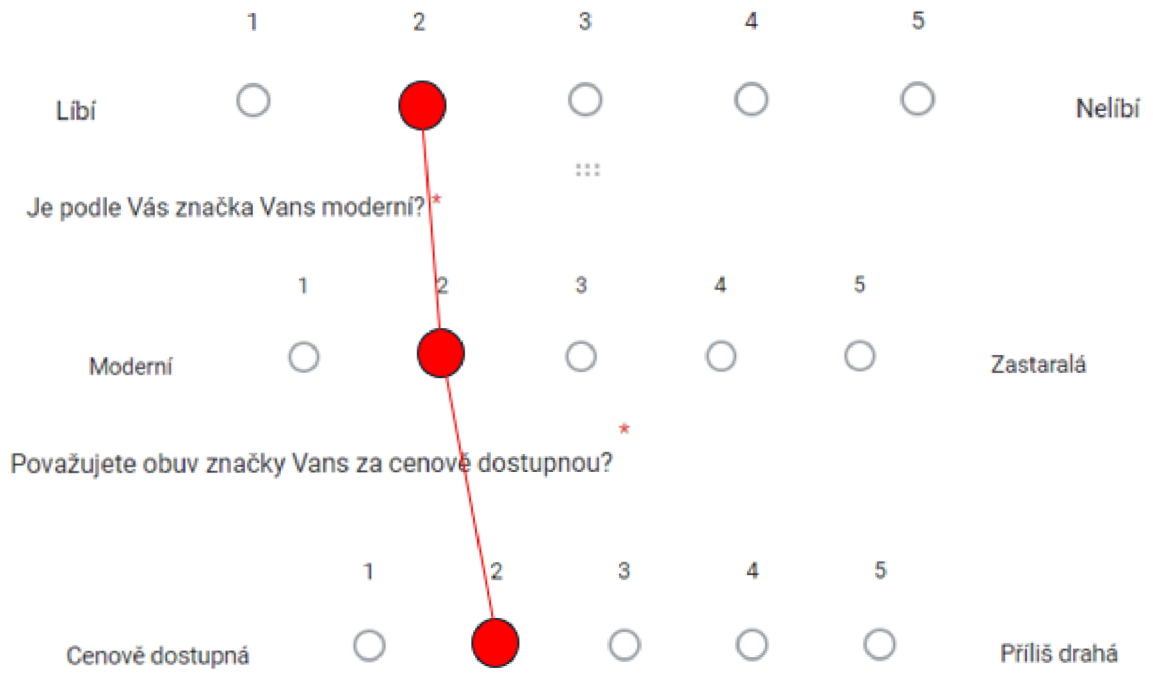 1 2 3 4 5
Líbí Nelíbí
Je podle Vás značka Vans moderní? *
1 2 3 4 5
Moderní Zastaralá
*
Považujete obuv značky Vans za cenově dostupnou?
1 2 3 4 5
Cenově dostupná Příliš drahá